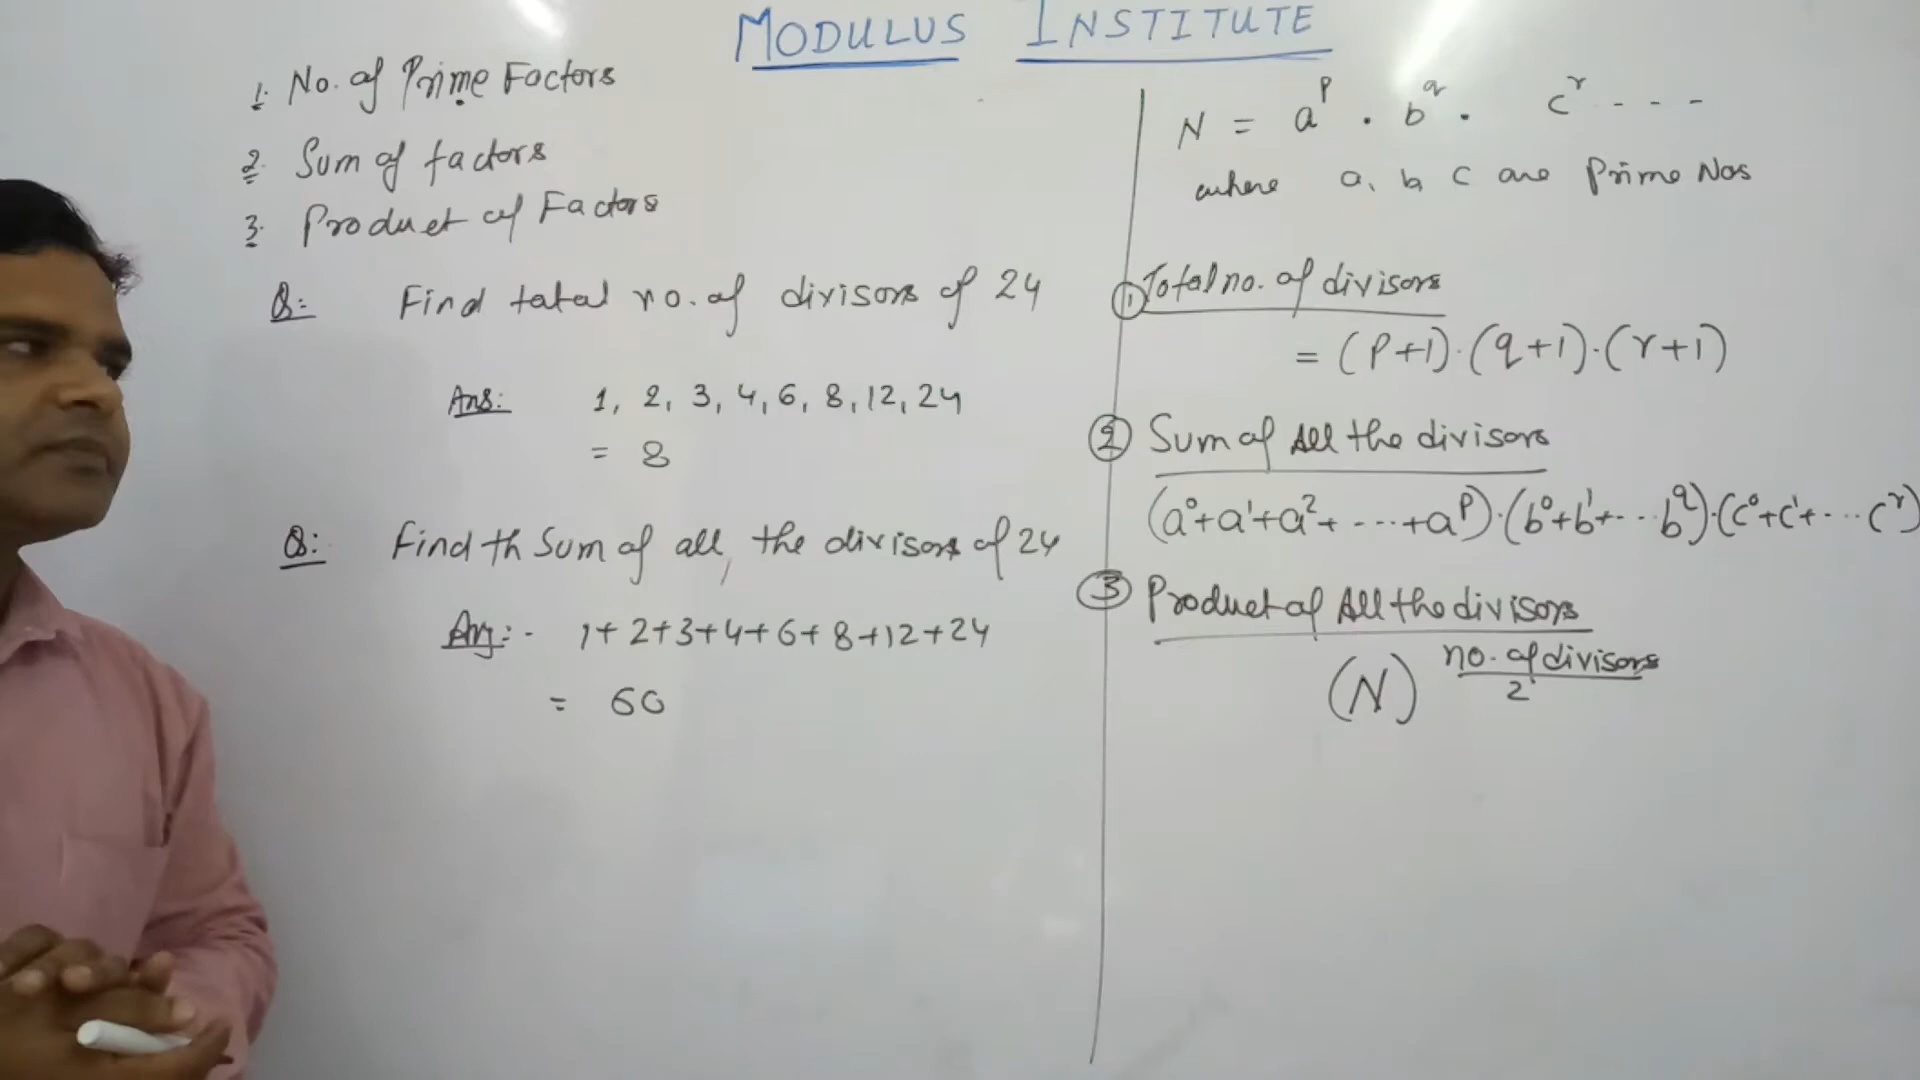 MODULUS INSTITUTE
1. No. of Prime Factors
2. Sum of factors
3. Product of Factors
Q: Find total no. of divisors of 24
Ans: 1, 2, 3, 4, 6, 8, 12, 24
= 8
Q: Find th Sum of all, the divisors of 24
Ans:- 1+2+3+4+6+8+12+24
= 60
N = a^p . b^q . c^r - - -
where a, b c are Prime Nos
① Total no. of divisors
= (p+1)·(q+1)·(r+1)
② Sum of All the divisors
(a⁰+a¹+a²+ ---+a^p)·(b⁰+b¹+--b^q)·(c⁰+c¹+--c^r)
③ Product of All the divisors
(N)^(no. of divisors/2)